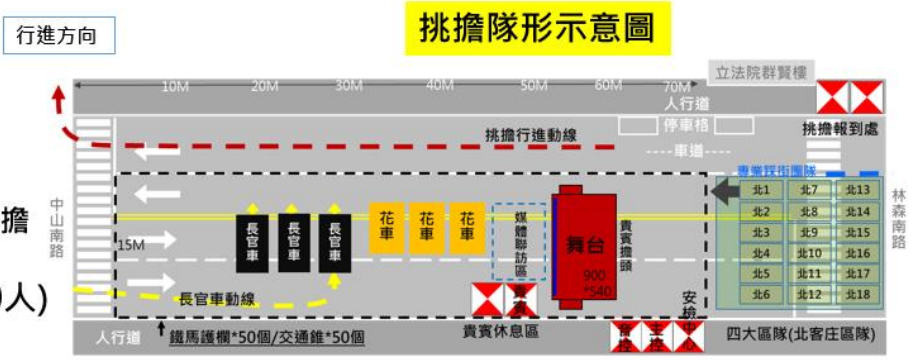 挑擔隊形示意圖
行進方向
立法院群賢樓
10M 20M 30M 40M 50M 60M 70M
人行道
停車格
挑擔報到處
挑擔行進動線
車道
專業踩街團隊
北1 北7 北13
北2 北8 北14
北3 北9 北15
北4 北10 北16
北5 北11 北17
北6 北12 北18
中山南路
林森南路
擔
人)
15M
長官車
長官車
長官車
花車
花車
花車
媒體聯訪區
舞台
900
*540
貴賓擔頭
安檢中心
長官車動線
貴賓
貴賓休息區
音控
主控
四大區隊(北客庄區隊)
人行道
鐵馬護欄*50個/交通錐*50個